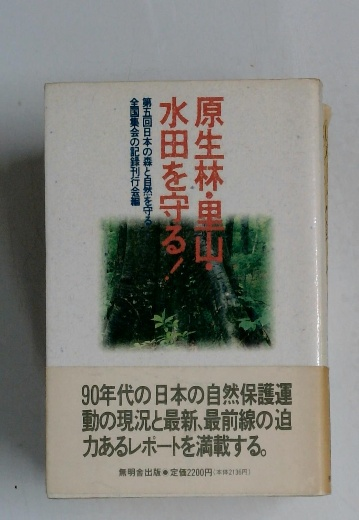 原生林・里山・
水田を守る!
第五回日本の森と自然を守る
全国集会の記録刊行会編
90年代の日本の自然保護運
動の現況と最新、最前線の迫
力あるレポートを満載する。
無明舎出版●定価2200円(本体2136円)